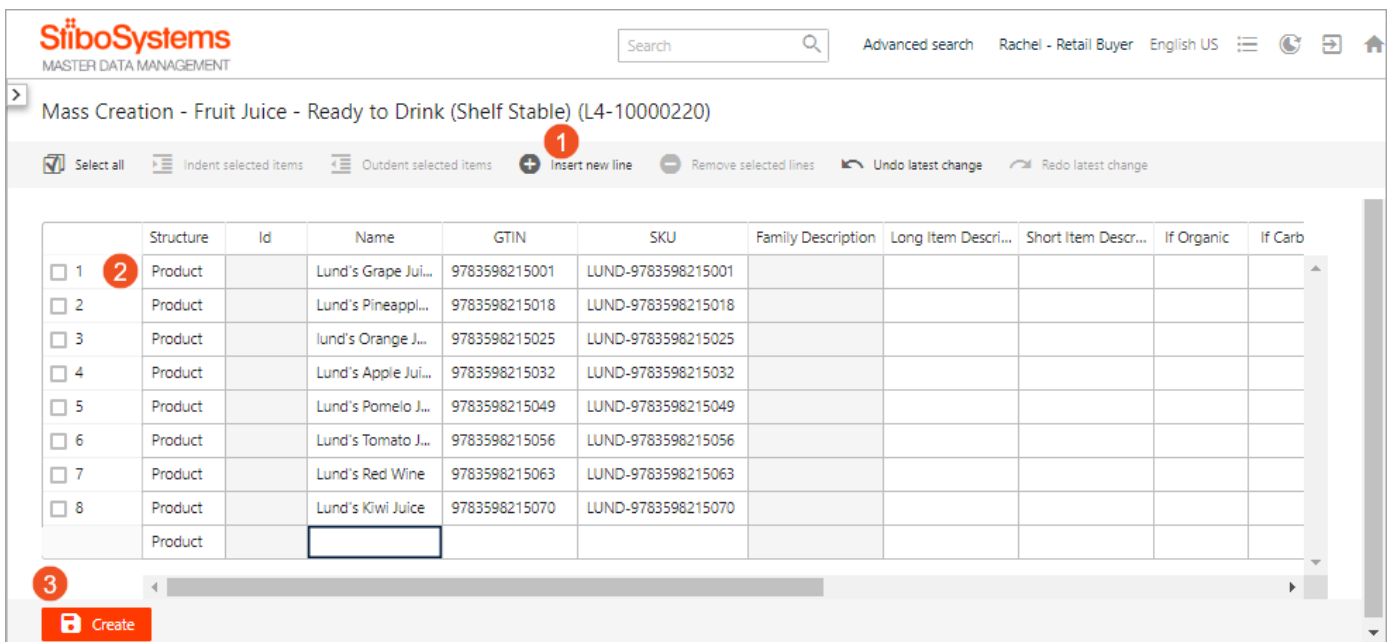 StiboSystems
MASTER DATA MANAGEMENT
Search
Advanced search
Rachel - Retail Buyer
English US
Mass Creation - Fruit Juice - Ready to Drink (Shelf Stable) (L4-10000220)
1
Select all
Indent selected items
Outdent selected items
Insert new line
Remove selected lines
Undo latest change
Redo latest change
Structure Id Name GTIN SKU Family Description Long Item Descri... Short Item Descr... If Organic If Carb
1 2 Product Lund's Grape Jui... 9783598215001 LUND-9783598215001
2 Product Lund's Pineappl... 9783598215018 LUND-9783598215018
3 Product lund's Orange J... 9783598215025 LUND-9783598215025
4 Product Lund's Apple Jui... 9783598215032 LUND-9783598215032
5 Product Lund's Pomelo J... 9783598215049 LUND-9783598215049
6 Product Lund's Tomato J... 9783598215056 LUND-9783598215056
7 Product Lund's Red Wine 9783598215063 LUND-9783598215063
8 Product Lund's Kiwi Juice 9783598215070 LUND-9783598215070
Product
3
Create